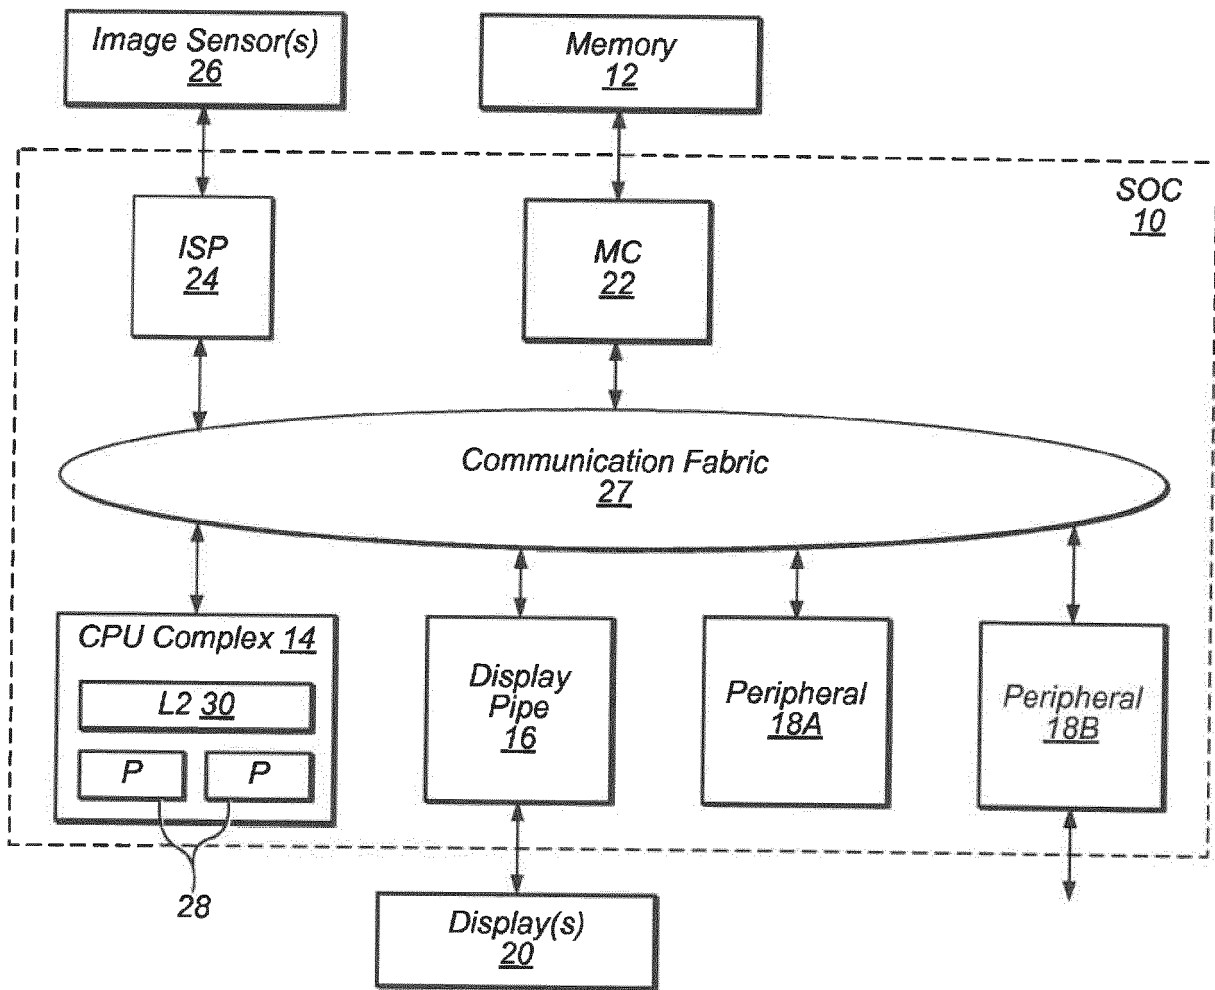 Image Sensor(s)
26
Memory
12
SOC
10
ISP
24
MC
22
Communication Fabric
27
CPU Complex 14
L2 30
P
P
28
Display
Pipe
16
Peripheral
18A
Peripheral
18B
Display(s)
20